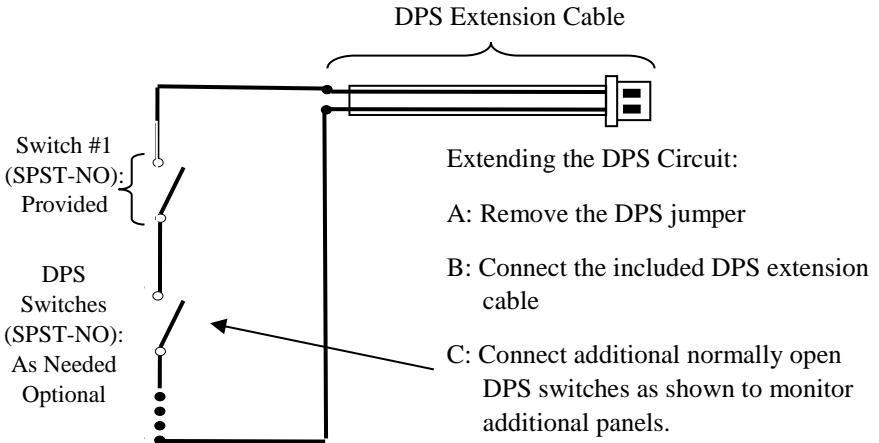 DPS Extension Cable
Switch #1
(SPST-NO):
Provided
DPS
Switches
(SPST-NO):
As Needed
Optional
Extending the DPS Circuit:
A: Remove the DPS jumper
B: Connect the included DPS extension
cable
C: Connect additional normally open
DPS switches as shown to monitor
additional panels.